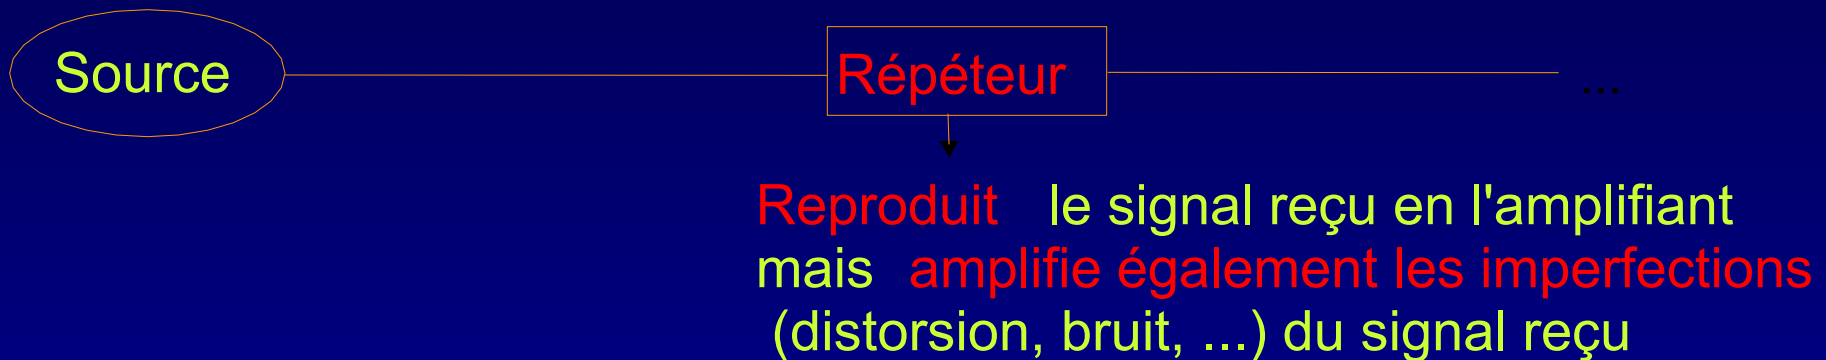 Source
Répéteur
...
Reproduit le signal reçu en l'amplifiant
mais amplifie également les imperfections
(distorsion, bruit, ...) du signal reçu